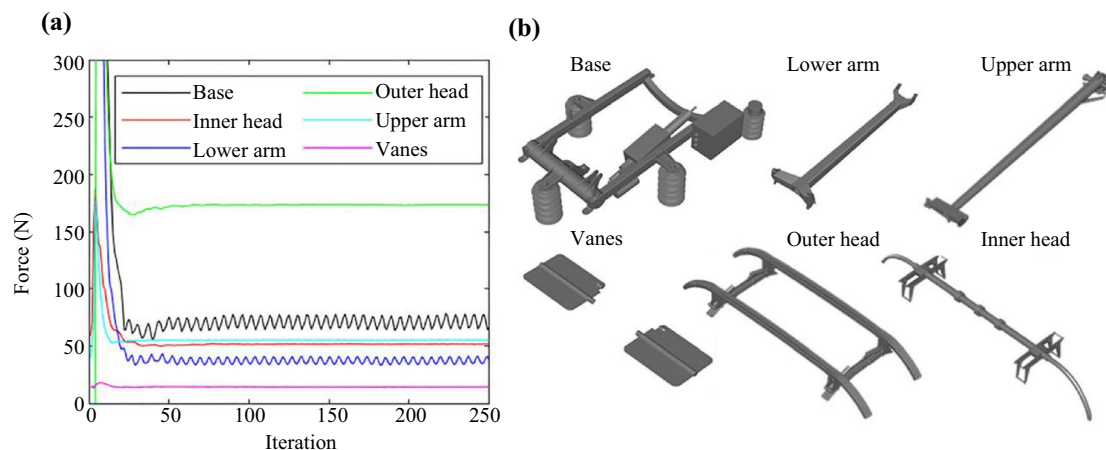 (a)
300
250
200
150
100
50
0
Force (N)
Base
Inner head
Lower arm
Outer head
Upper arm
Vanes
0 50 100 150 200 250
Iteration
(b)
Base Lower arm Upper arm
Vanes Outer head Inner head